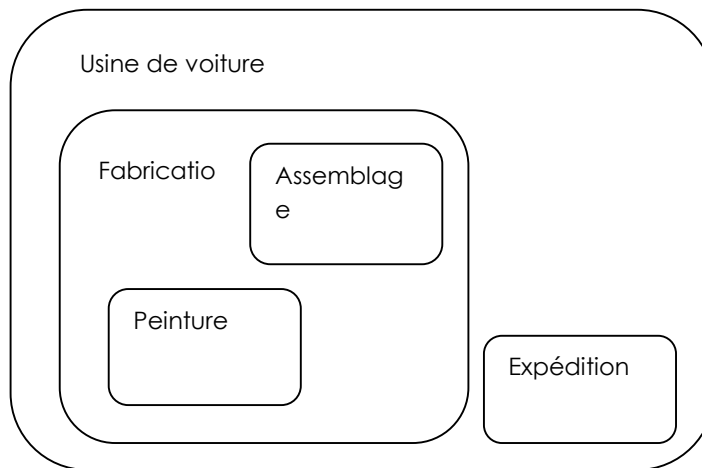 Usine de voiture
Fabricatio
Assemblag
e
Peinture
Expédition